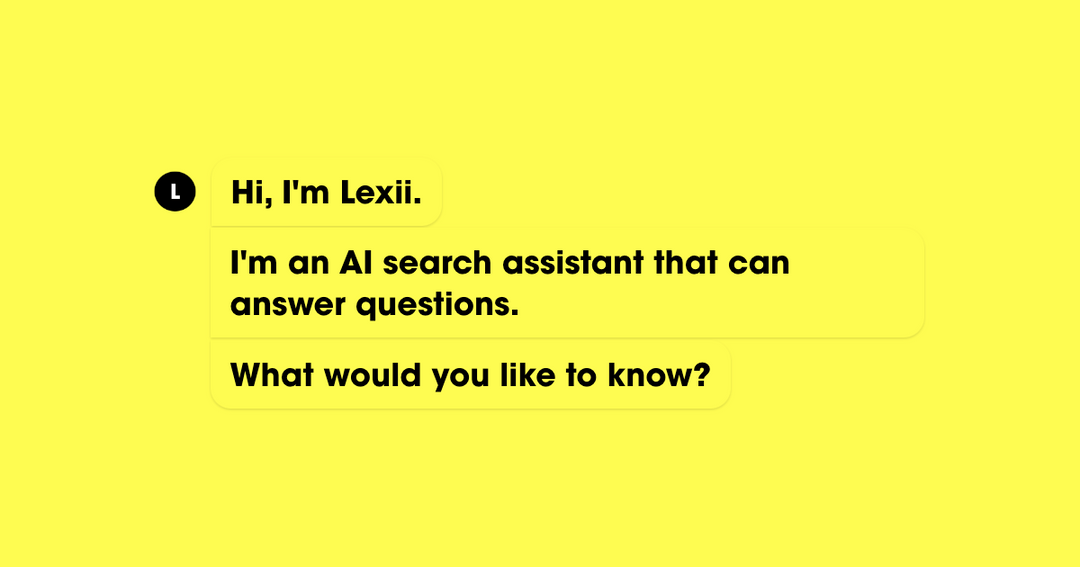 L
Hi, I'm Lexii.
I'm an AI search assistant that can
answer questions.
What would you like to know?